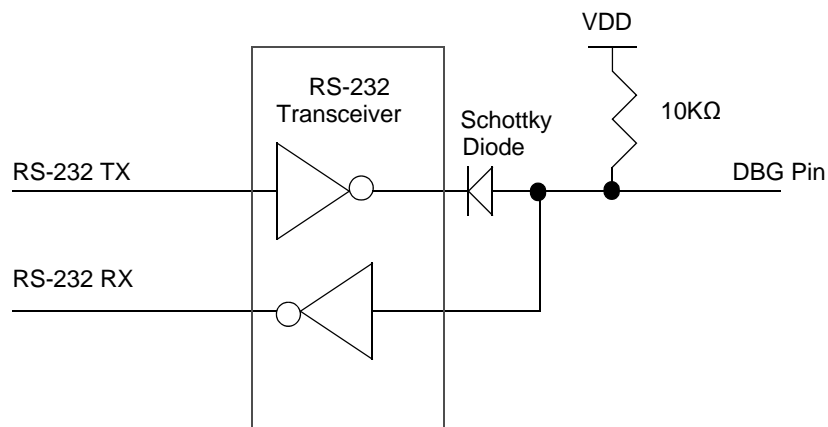 VDD
RS-232
Transceiver
Schottky
Diode
10KΩ
RS-232 TX
DBG Pin
RS-232 RX